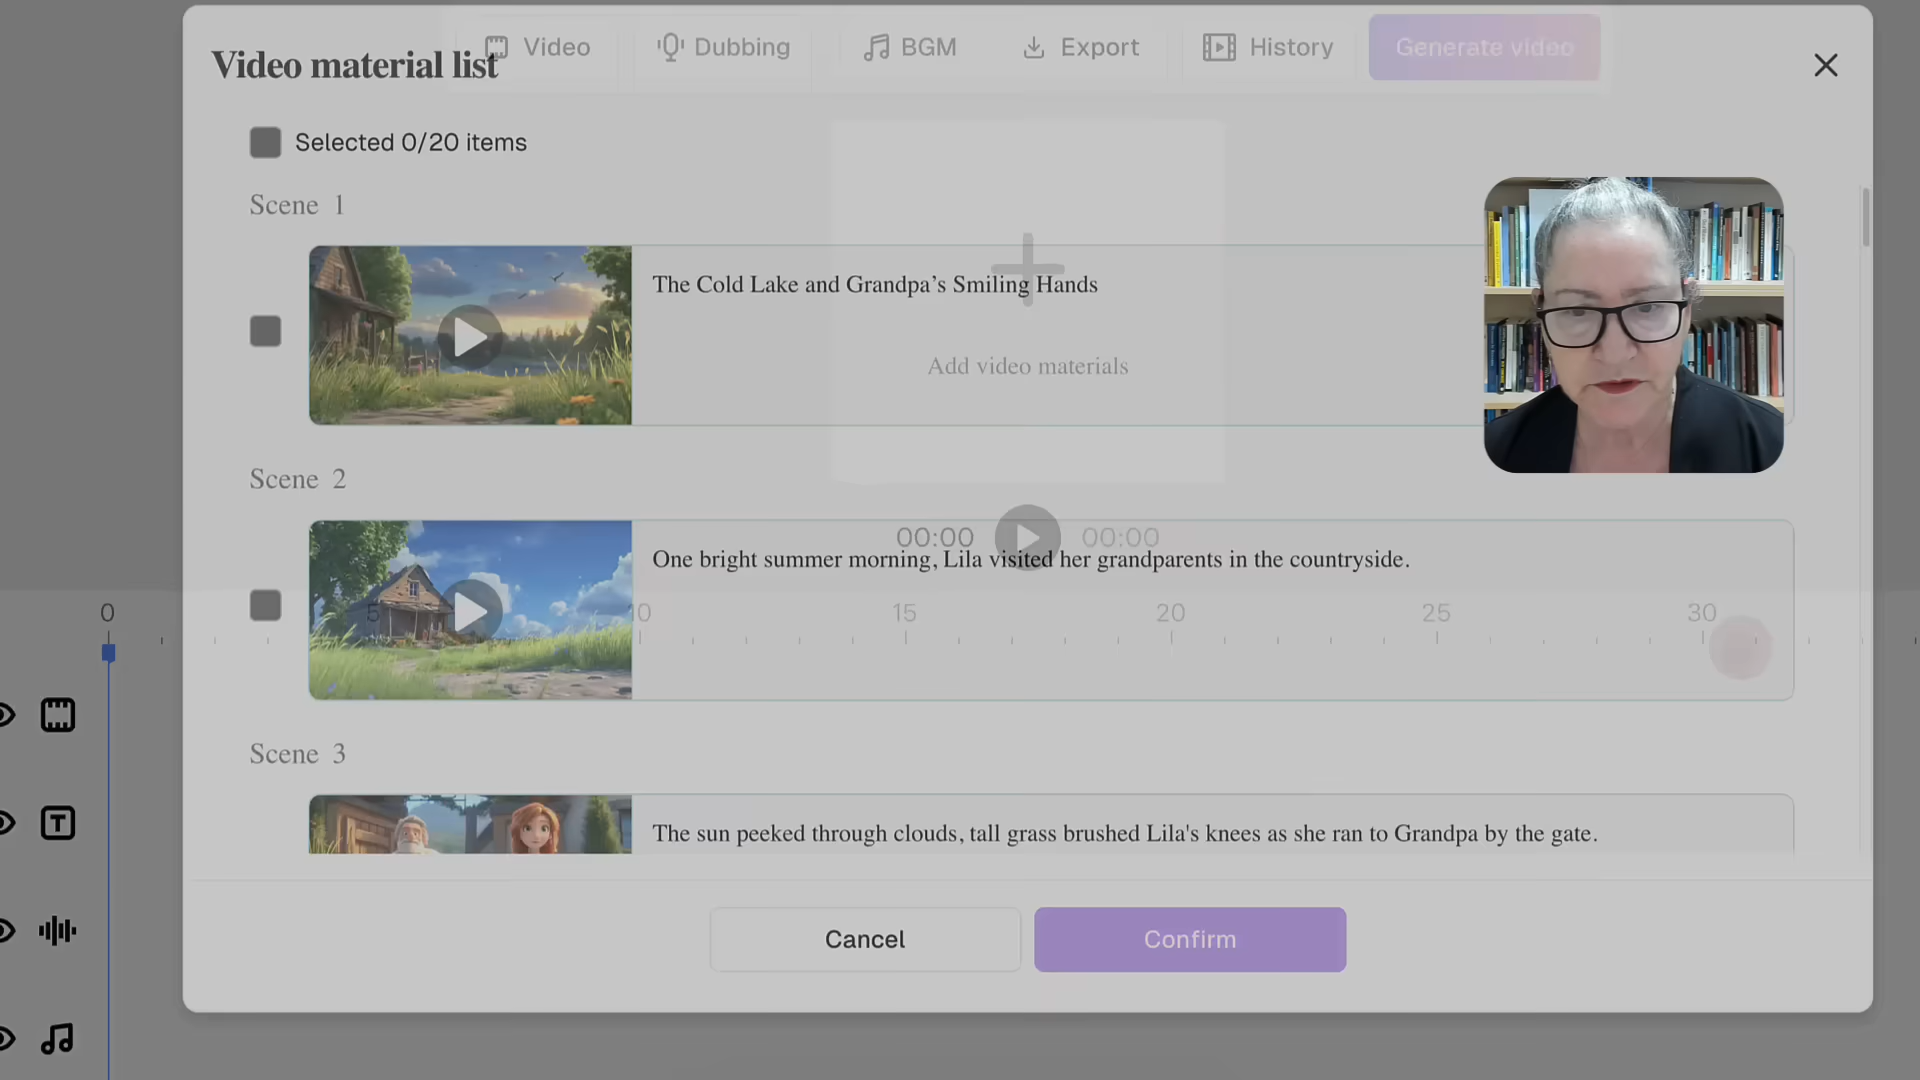 Video material list
Video
Dubbing
BGM
Export
History
Generate video
Selected 0/20 items
Scene 1
The Cold Lake and Grandpa’s Smiling Hands
Add video materials
Scene 2
00:00
00:00
One bright summer morning, Lila visited her grandparents in the countryside.
0
5
10
15
20
25
30
Scene 3
The sun peeked through clouds, tall grass brushed Lila's knees as she ran to Grandpa by the gate.
T
Cancel
Confirm